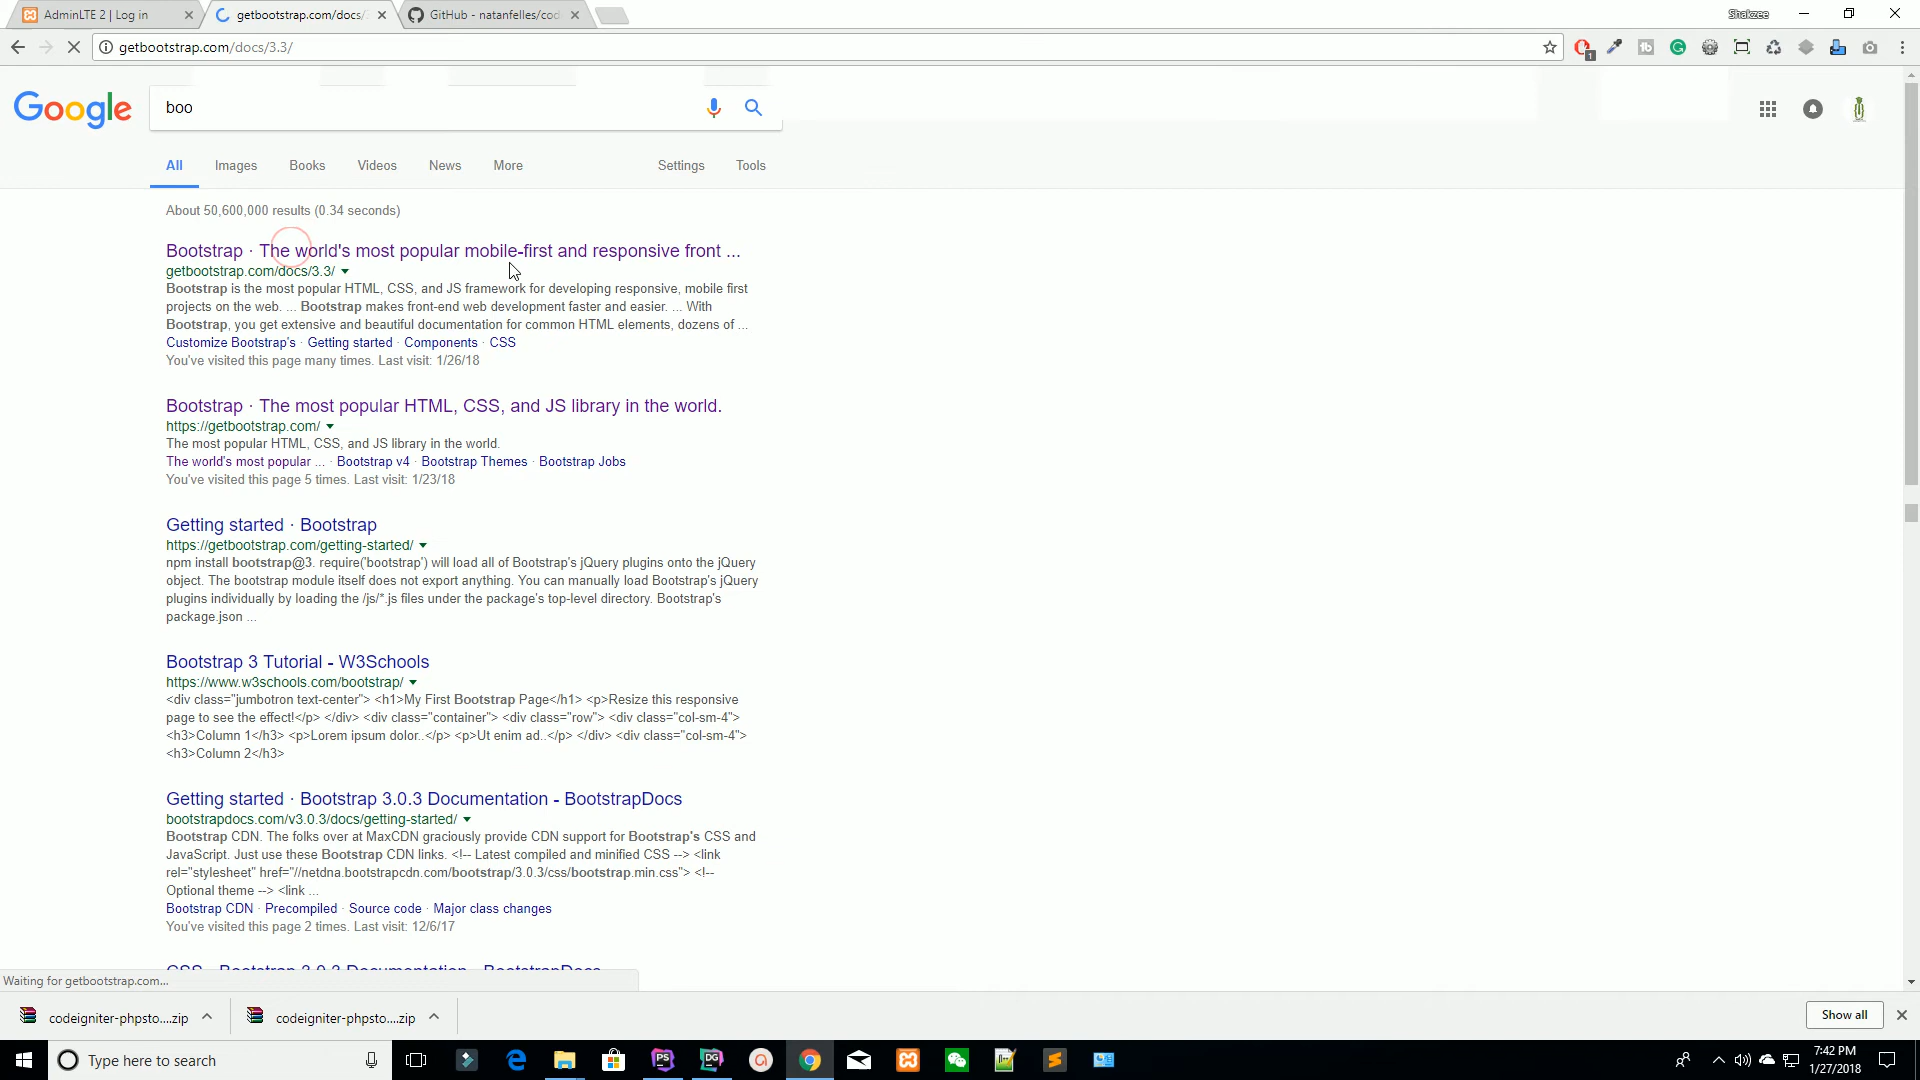 AdminLTE 2 | Log in
getbootstrap.com/docs/3
GitHub - natanfelles/cod
Shakzee
getbootstrap.com/docs/3.3/
1
Google
boo
All
Images
Books
Videos
News
More
Settings
Tools
About 50,600,000 results (0.34 seconds)
Bootstrap · The world's most popular mobile-first and responsive front ...
getbootstrap.com/docs/3.3/
Bootstrap is the most popular HTML, CSS, and JS framework for developing responsive, mobile first
projects on the web. ... Bootstrap makes front-end web development faster and easier. ... With
Bootstrap, you get extensive and beautiful documentation for common HTML elements, dozens of ...
Customize Bootstrap's · Getting started · Components · CSS
You've visited this page many times. Last visit: 1/26/18
Bootstrap · The most popular HTML, CSS, and JS library in the world.
https://getbootstrap.com/
The most popular HTML, CSS, and JS library in the world.
The world's most popular ... · Bootstrap v4 · Bootstrap Themes · Bootstrap Jobs
You've visited this page 5 times. Last visit: 1/23/18
Getting started · Bootstrap
https://getbootstrap.com/getting-started/
npm install bootstrap@3. require('bootstrap') will load all of Bootstrap's jQuery plugins onto the jQuery
object. The bootstrap module itself does not export anything. You can manually load Bootstrap's jQuery
plugins individually by loading the /js/*.js files under the package's top-level directory. Bootstrap's
package.json ...
Bootstrap 3 Tutorial - W3Schools
https://www.w3schools.com/bootstrap/
<div class="jumbotron text-center"> <h1>My First Bootstrap Page</h1> <p>Resize this responsive
page to see the effect!</p> </div> <div class="container"> <div class="row"> <div class="col-sm-4">
<h3>Column 1</h3> <p>Lorem ipsum dolor..</p> <p>Ut enim ad..</p> </div> <div class="col-sm-4">
<h3>Column 2</h3>
Getting started · Bootstrap 3.0.3 Documentation - BootstrapDocs
bootstrapdocs.com/v3.0.3/docs/getting-started/
Bootstrap CDN. The folks over at MaxCDN graciously provide CDN support for Bootstrap's CSS and
JavaScript. Just use these Bootstrap CDN links. <!-- Latest compiled and minified CSS --> <link
rel="stylesheet" href="//netdna.bootstrapcdn.com/bootstrap/3.0.3/css/bootstrap.min.css"> <!--
Optional theme --> <link ...
Bootstrap CDN · Precompiled · Source code · Major class changes
You've visited this page 2 times. Last visit: 12/6/17
CSS · Bootstrap 3.0.3 Documentation - BootstrapDocs
Waiting for getbootstrap.com...
codeigniter-phpsto....zip
codeigniter-phpsto....zip
Show all
Type here to search
PS
DG
7:42 PM
1/27/2018